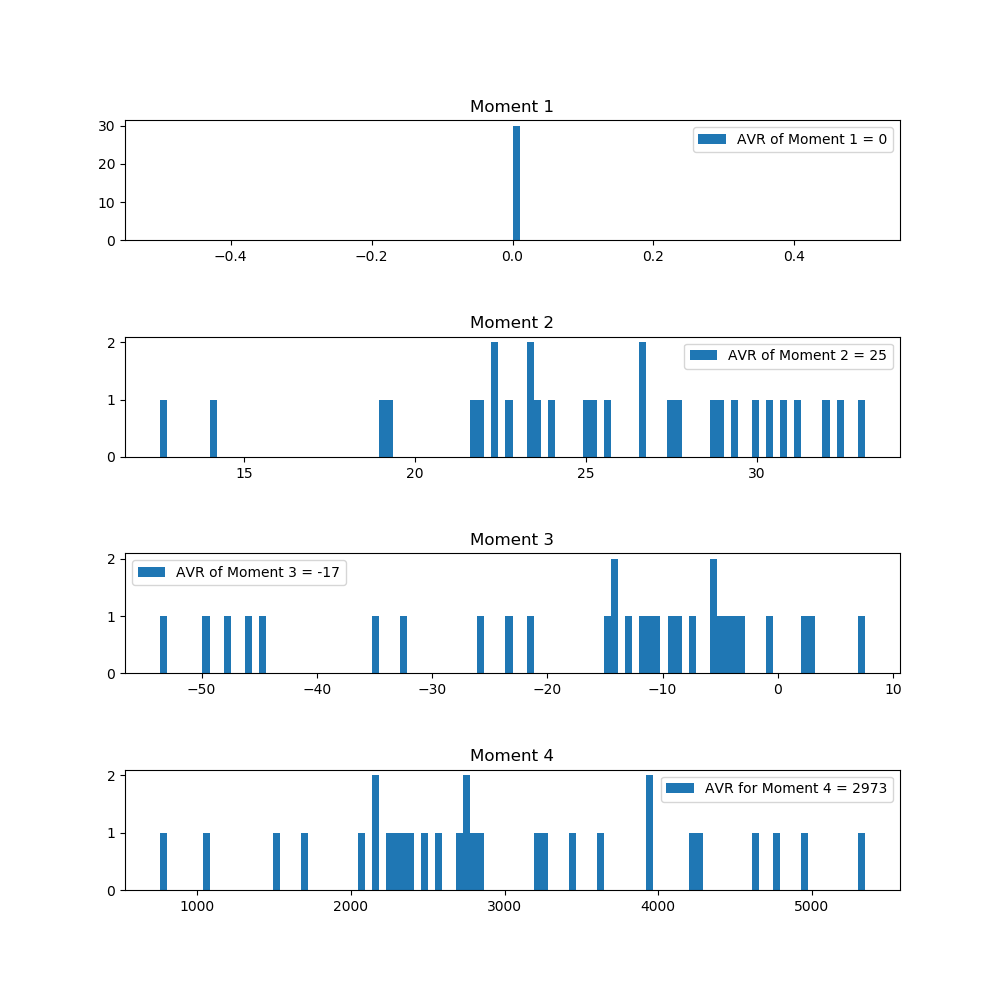 Moment 1
30
20
10
0
AVR of Moment 1 = 0
−0.4 −0.2 0.0 0.2 0.4
Moment 2
2
1
0
AVR of Moment 2 = 25
15 20 25 30
Moment 3
2
1
0
AVR of Moment 3 = -17
−50 −40 −30 −20 −10 0 10
Moment 4
2
1
0
AVR for Moment 4 = 2973
1000 2000 3000 4000 5000